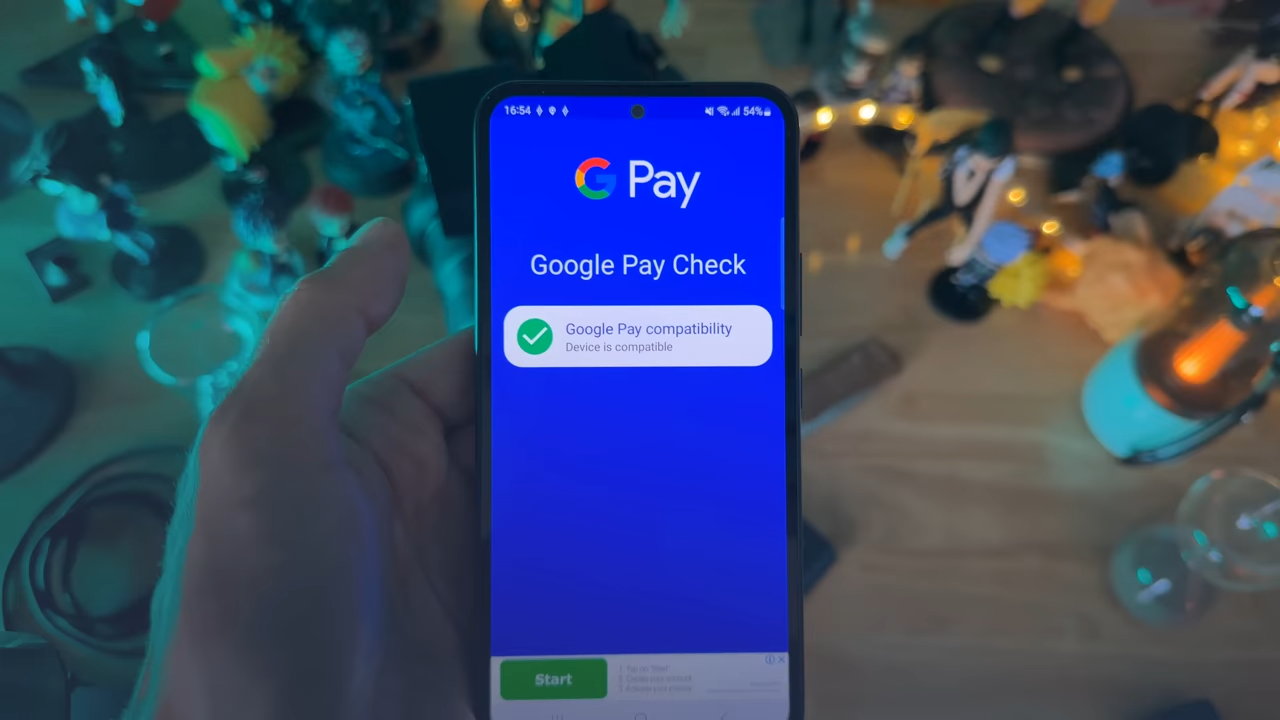 16:54
54%
G Pay
Google Pay Check
Google Pay compatibility
Device is compatible
Start